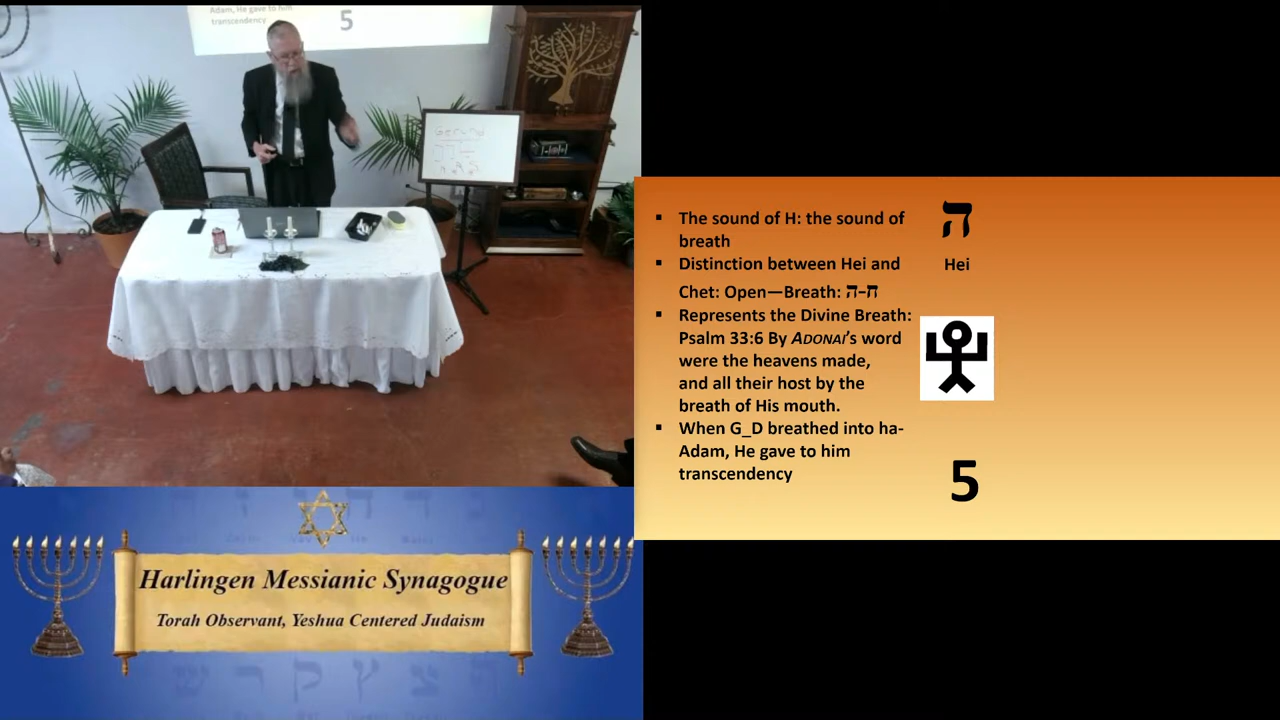 Adam, He gave to him
transcendency
5
▪ The sound of H: the sound of
breath
▪ Distinction between Hei and
Chet: Open—Breath: ח-ה
▪ Represents the Divine Breath:
Psalm 33:6 By ADONAI’s word
were the heavens made,
and all their host by the
breath of His mouth.
▪ When G_D breathed into ha-
Adam, He gave to him
transcendency
ה
Hei
5
Harlingen Messianic Synagogue
Torah Observant, Yeshua Centered Judaism